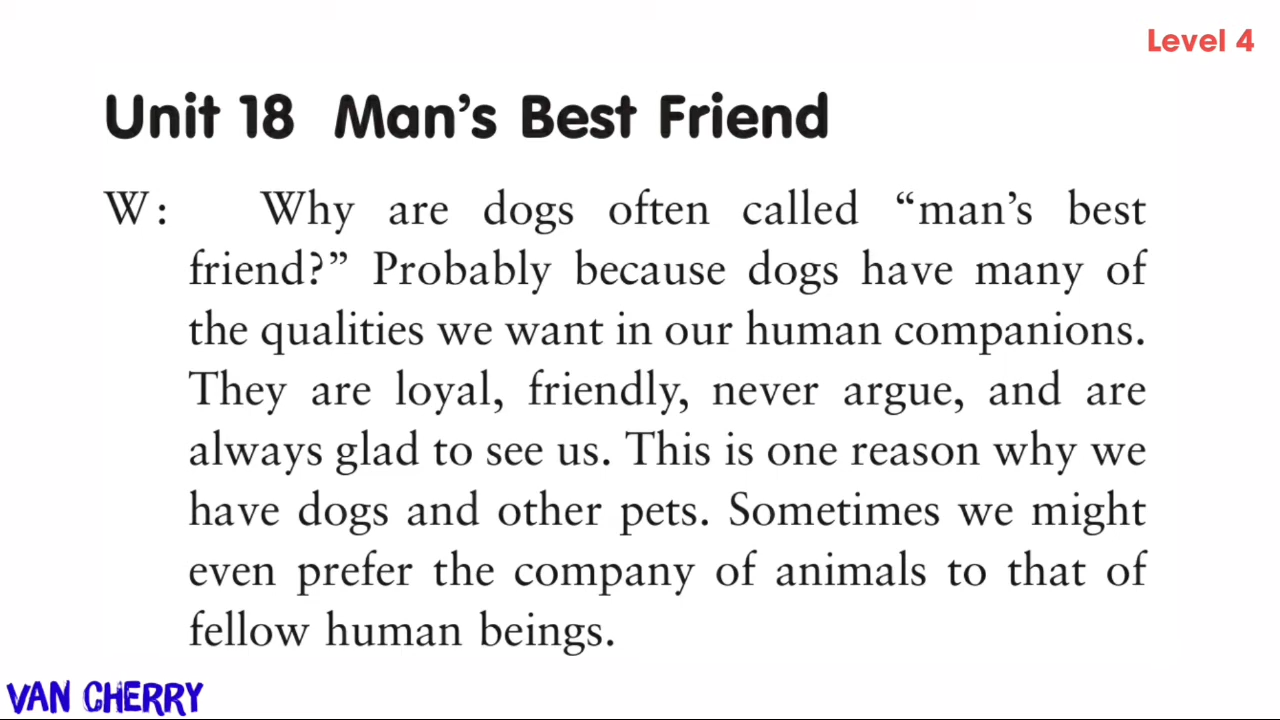 Level 4
Unit 18 Man’s Best Friend
W: Why are dogs often called “man’s best
friend?” Probably because dogs have many of
the qualities we want in our human companions.
They are loyal, friendly, never argue, and are
always glad to see us. This is one reason why we
have dogs and other pets. Sometimes we might
even prefer the company of animals to that of
fellow human beings.
VAN CHERRY